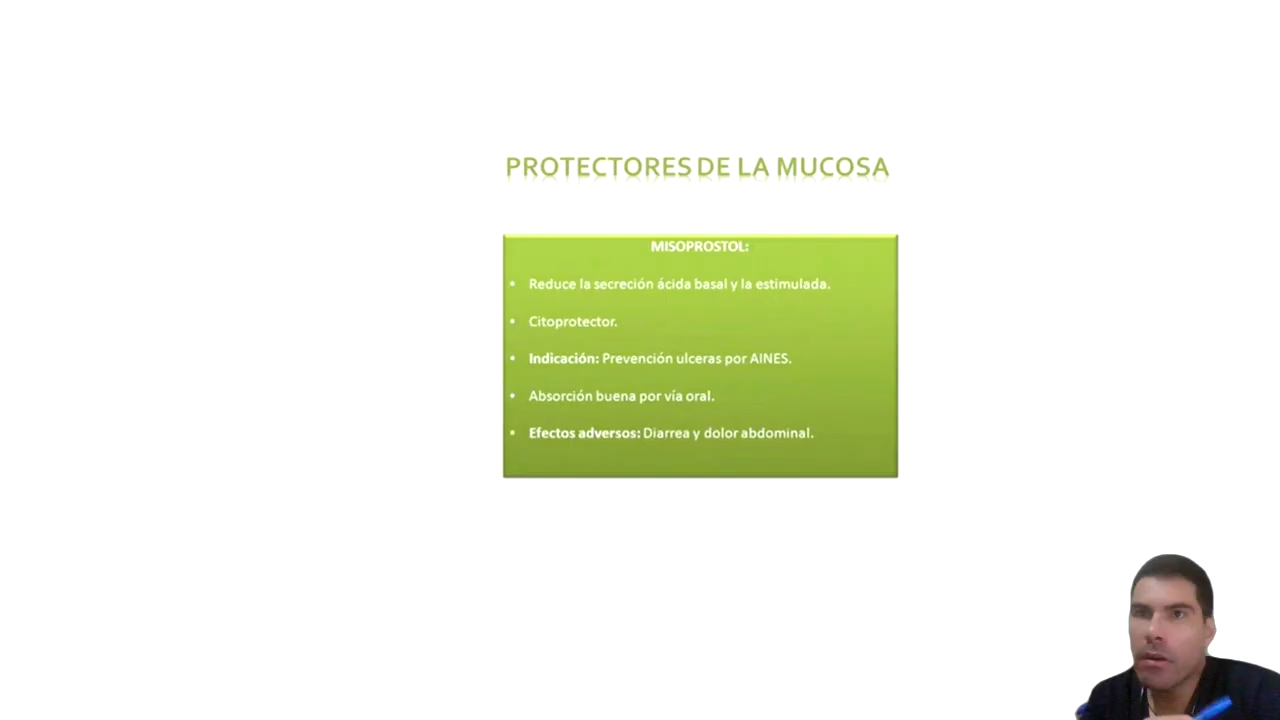 PROTECTORES DE LA MUCOSA
MISOPROSTOL:
• Reduce la secreción ácida basal y la estimulada.
• Citoprotector.
• Indicación: Prevención ulceras por AINES.
• Absorción buena por vía oral.
• Efectos adversos: Diarrea y dolor abdominal.